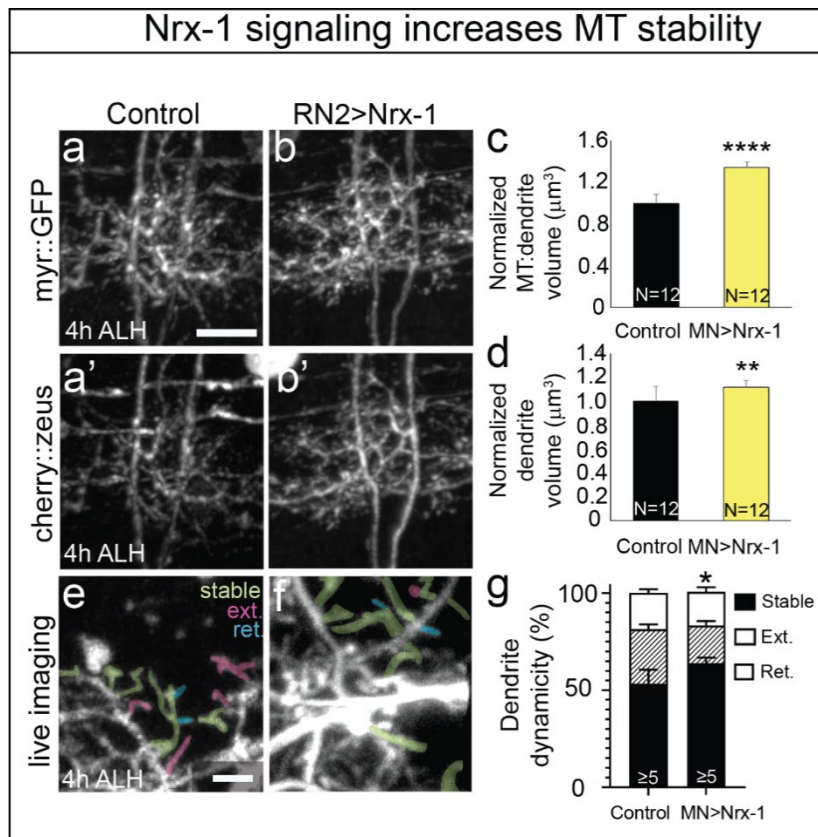 Nrx-1 signaling increases MT stability
Control
RN2>Nrx-1
myr::GFP
a
4h ALH
b
cherry::zeus
a'
4h ALH
b'
live imaging
e
stable
ext.
ret.
4h ALH
f
c
Normalized
MT:dendrite
volume (μm³)
1.6
1.2
0.8
0.4
0
****
N=12
N=12
Control MN>Nrx-1
d
Normalized
dendrite
volume (μm³)
1.4
1.2
1.0
0.8
0.6
0.4
0.2
0
**
N=12
N=12
Control MN>Nrx-1
g
Dendrite
dynamicity (%)
100
50
0
*
≥5
≥5
Control MN>Nrx-1
Stable
Ext.
Ret.